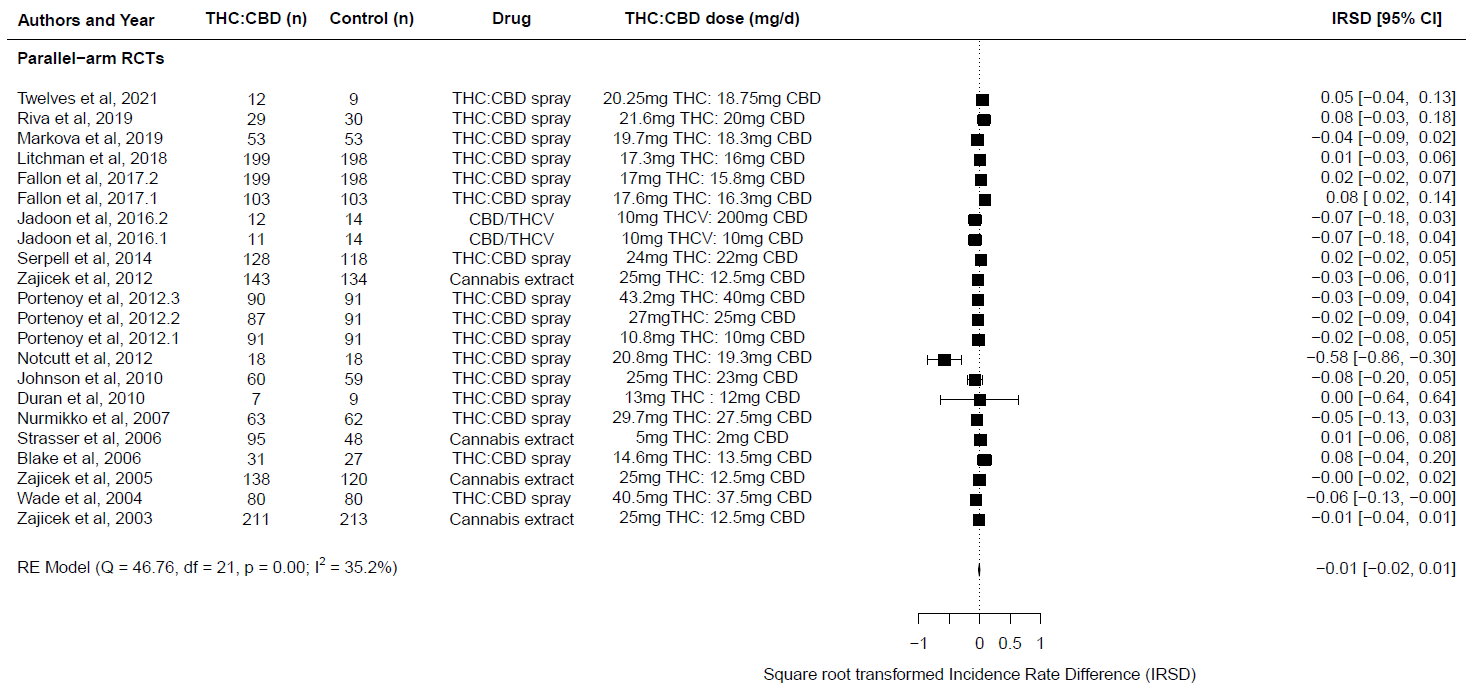 Authors and Year THC:CBD (n) Control (n) Drug THC:CBD dose (mg/d) IRSD [95% CI]
Parallel−arm RCTs
Twelves et al, 2021 12 9 THC:CBD spray 20.25mg THC: 18.75mg CBD 0.05 [−0.04, 0.13]
Riva et al, 2019 29 30 THC:CBD spray 21.6mg THC: 20mg CBD 0.08 [−0.03, 0.18]
Markova et al, 2019 53 53 THC:CBD spray 19.7mg THC: 18.3mg CBD −0.04 [−0.09, 0.02]
Litchman et al, 2018 199 198 THC:CBD spray 17.3mg THC: 16mg CBD 0.01 [−0.03, 0.06]
Fallon et al, 2017.2 199 198 THC:CBD spray 17mg THC: 15.8mg CBD 0.02 [−0.02, 0.07]
Fallon et al, 2017.1 103 103 THC:CBD spray 17.6mg THC: 16.3mg CBD 0.08 [ 0.02, 0.14]
Jadoon et al, 2016.2 12 14 CBD/THCV 10mg THCV: 200mg CBD −0.07 [−0.18, 0.03]
Jadoon et al, 2016.1 11 14 CBD/THCV 10mg THCV: 10mg CBD −0.07 [−0.18, 0.04]
Serpell et al, 2014 128 118 THC:CBD spray 24mg THC: 22mg CBD 0.02 [−0.02, 0.05]
Zajicek et al, 2012 143 134 Cannabis extract 25mg THC: 12.5mg CBD −0.03 [−0.06, 0.01]
Portenoy et al, 2012.3 90 91 THC:CBD spray 43.2mg THC: 40mg CBD −0.03 [−0.09, 0.04]
Portenoy et al, 2012.2 87 91 THC:CBD spray 27mgTHC: 25mg CBD −0.02 [−0.09, 0.04]
Portenoy et al, 2012.1 91 91 THC:CBD spray 10.8mg THC: 10mg CBD −0.02 [−0.08, 0.05]
Notcutt et al, 2012 18 18 THC:CBD spray 20.8mg THC: 19.3mg CBD −0.58 [−0.86, −0.30]
Johnson et al, 2010 60 59 THC:CBD spray 25mg THC: 23mg CBD −0.08 [−0.20, 0.05]
Duran et al, 2010 7 9 THC:CBD spray 13mg THC : 12mg CBD 0.00 [−0.64, 0.64]
Nurmikko et al, 2007 63 62 THC:CBD spray 29.7mg THC: 27.5mg CBD −0.05 [−0.13, 0.03]
Strasser et al, 2006 95 48 Cannabis extract 5mg THC: 2mg CBD 0.01 [−0.06, 0.08]
Blake et al, 2006 31 27 THC:CBD spray 14.6mg THC: 13.5mg CBD 0.08 [−0.04, 0.20]
Zajicek et al, 2005 138 120 Cannabis extract 25mg THC: 12.5mg CBD −0.00 [−0.02, 0.02]
Wade et al, 2004 80 80 THC:CBD spray 40.5mg THC: 37.5mg CBD −0.06 [−0.13, −0.00]
Zajicek et al, 2003 211 213 Cannabis extract 25mg THC: 12.5mg CBD −0.01 [−0.04, 0.01]
RE Model (Q = 46.76, df = 21, p = 0.00; I² = 35.2%) −0.01 [−0.02, 0.01]
−1 0 0.5 1
Square root transformed Incidence Rate Difference (IRSD)